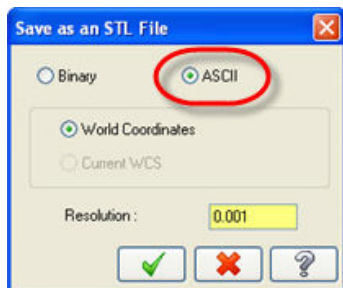 Save as an STL File
Binary ASCII
World Coordinates
Current WCS
Resolution : 0.001